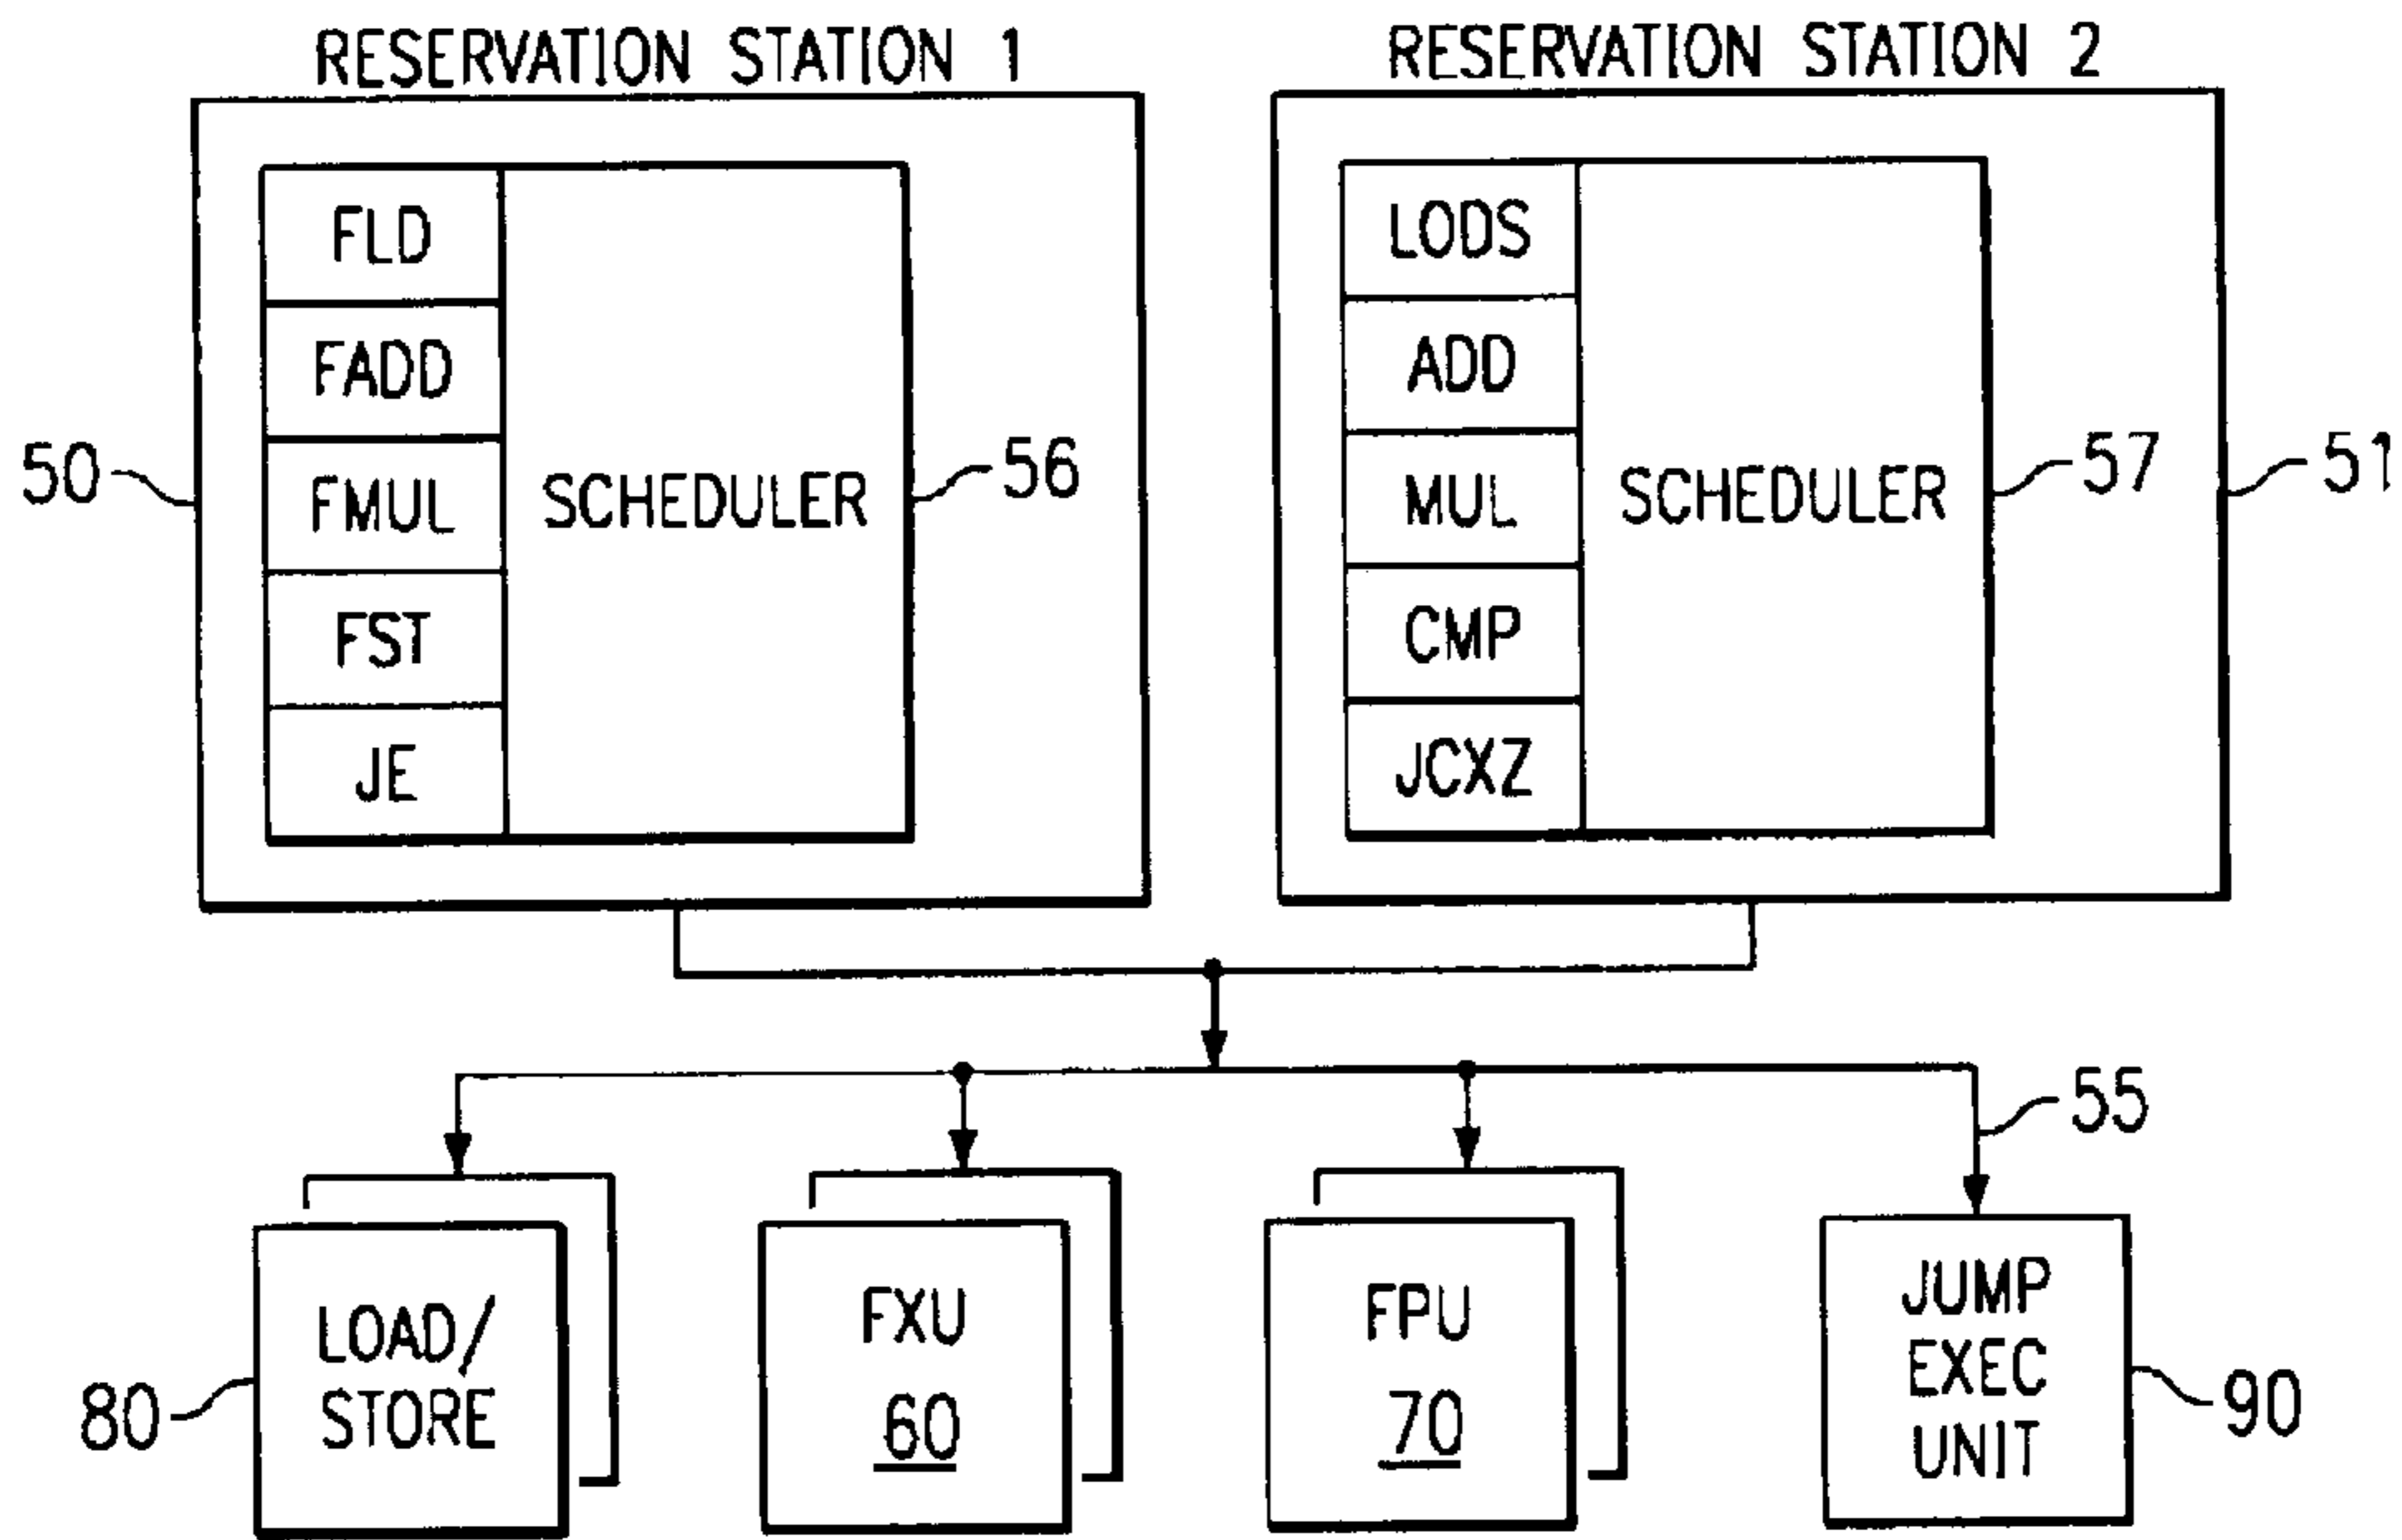 RESERVATION STATION 1
RESERVATION STATION 2
FLD
FADD
FMUL
FST
JE
SCHEDULER
50
56
LODS
ADD
MUL
CMP
JCXZ
SCHEDULER
57
51
55
LOAD/
STORE
80
FXU
60
FPU
70
JUMP
EXEC
UNIT
90